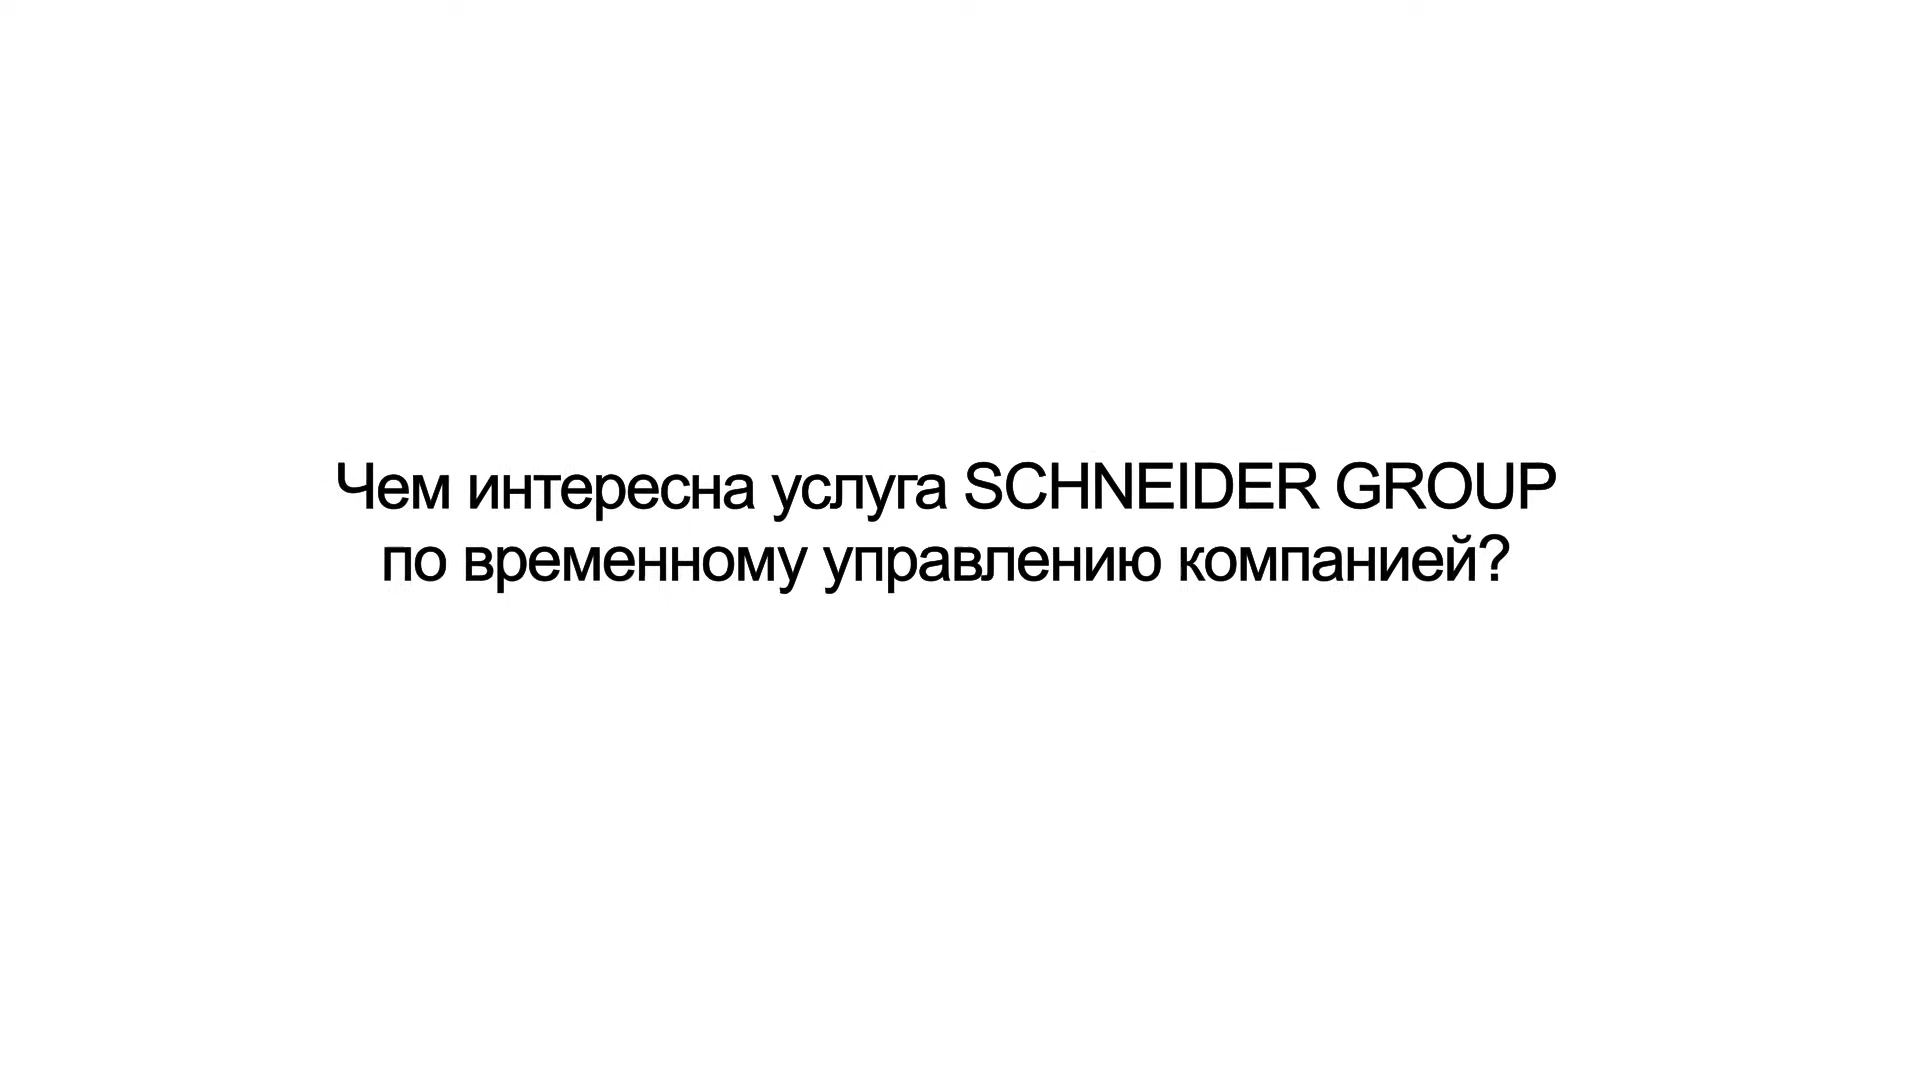 Чем интересна услуга SCHNEIDER GROUP
по временному управлению компанией?